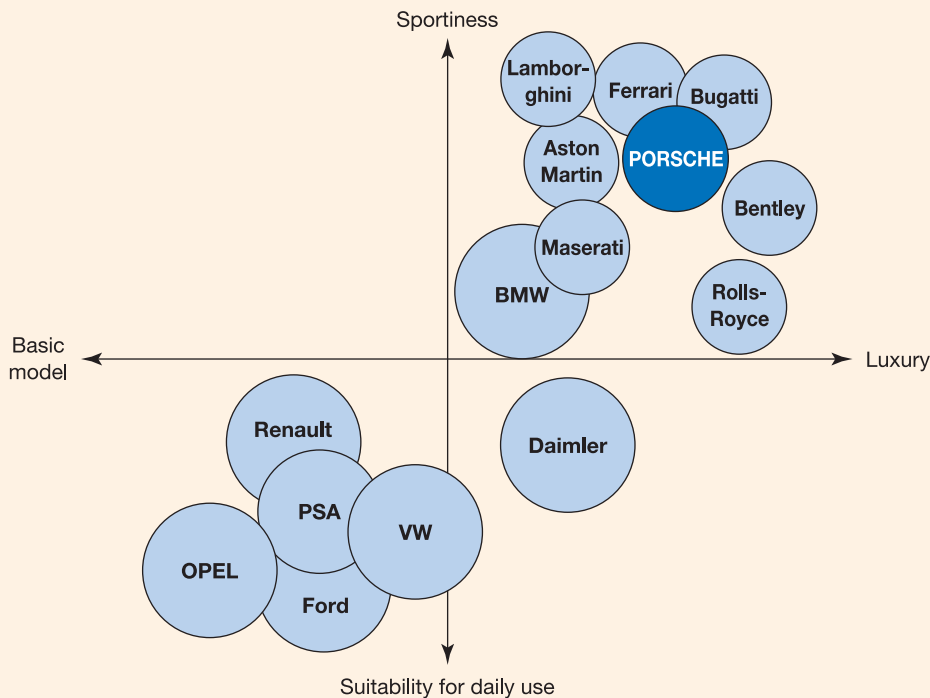 Sportiness
Lambor-
ghini
Ferrari
Bugatti
Aston
Martin
PORSCHE
Bentley
Maserati
BMW
Rolls-
Royce
Basic
model
Luxury
Renault
Daimler
PSA
VW
OPEL
Ford
Suitability for daily use